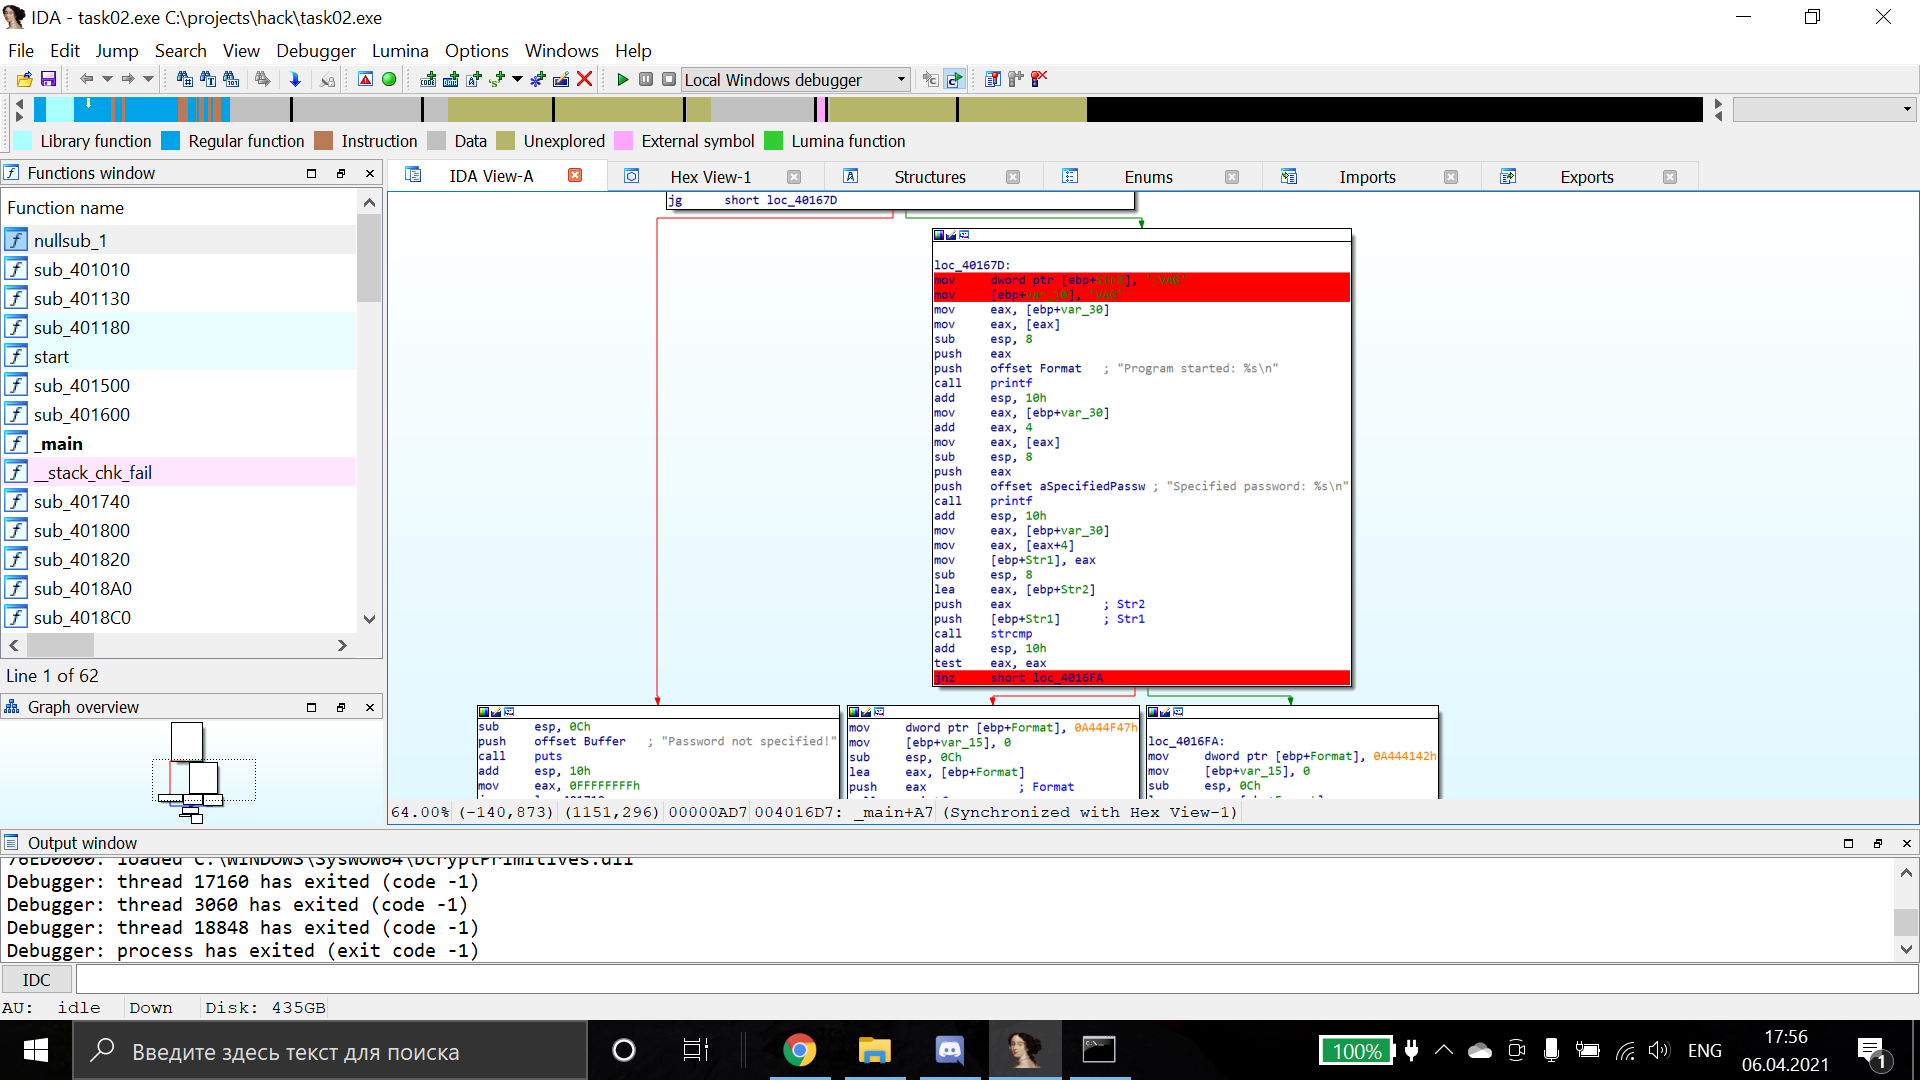 IDA - task02.exe C:\projects\hack\task02.exe
File Edit Jump Search View Debugger Lumina Options Windows Help
Local Windows debugger
Library function Regular function Instruction Data Unexplored External symbol Lumina function
Functions window
IDA View-A Hex View-1 Structures Enums Imports Exports
Function name
nullsub_1
sub_401010
sub_401130
sub_401180
start
sub_401500
sub_401600
_main
__stack_chk_fail
sub_401740
sub_401800
sub_401820
sub_4018A0
sub_4018C0
Line 1 of 62
Graph overview
jg short loc_40167D
loc_40167D:
mov dword ptr [ebp+Str2], '-VAG'
mov [ebp+var_10], 'VAG'
mov eax, [ebp+var_30]
mov eax, [eax]
sub esp, 8
push eax
push offset Format ; "Program started: %s\n"
call printf
add esp, 10h
mov eax, [ebp+var_30]
add eax, 4
mov eax, [eax]
sub esp, 8
push eax
push offset aSpecifiedPassw ; "Specified password: %s\n"
call printf
add esp, 10h
mov eax, [ebp+var_30]
mov eax, [eax+4]
mov [ebp+Str1], eax
sub esp, 8
lea eax, [ebp+Str2]
push eax ; Str2
push [ebp+Str1] ; Str1
call strcmp
add esp, 10h
test eax, eax
jnz short loc_4016FA
sub esp, 0Ch
push offset Buffer ; "Password not specified!"
call puts
add esp, 10h
mov eax, 0FFFFFFFFh
mov dword ptr [ebp+Format], 0A444F47h
mov [ebp+var_15], 0
sub esp, 0Ch
lea eax, [ebp+Format]
push eax ; Format
loc_4016FA:
mov dword ptr [ebp+Format], 0A444142h
mov [ebp+var_15], 0
sub esp, 0Ch
64.00% (-140,873) (1151,296) 00000AD7 004016D7: _main+A7 (Synchronized with Hex View-1)
Output window
76ED0000: loaded C:\WINDOWS\SysWOW64\bcryptPrimitives.dll
Debugger: thread 17160 has exited (code -1)
Debugger: thread 3060 has exited (code -1)
Debugger: thread 18848 has exited (code -1)
Debugger: process has exited (exit code -1)
IDC
AU: idle Down Disk: 435GB
Введите здесь текст для поиска
100%
ENG
17:56
06.04.2021
1